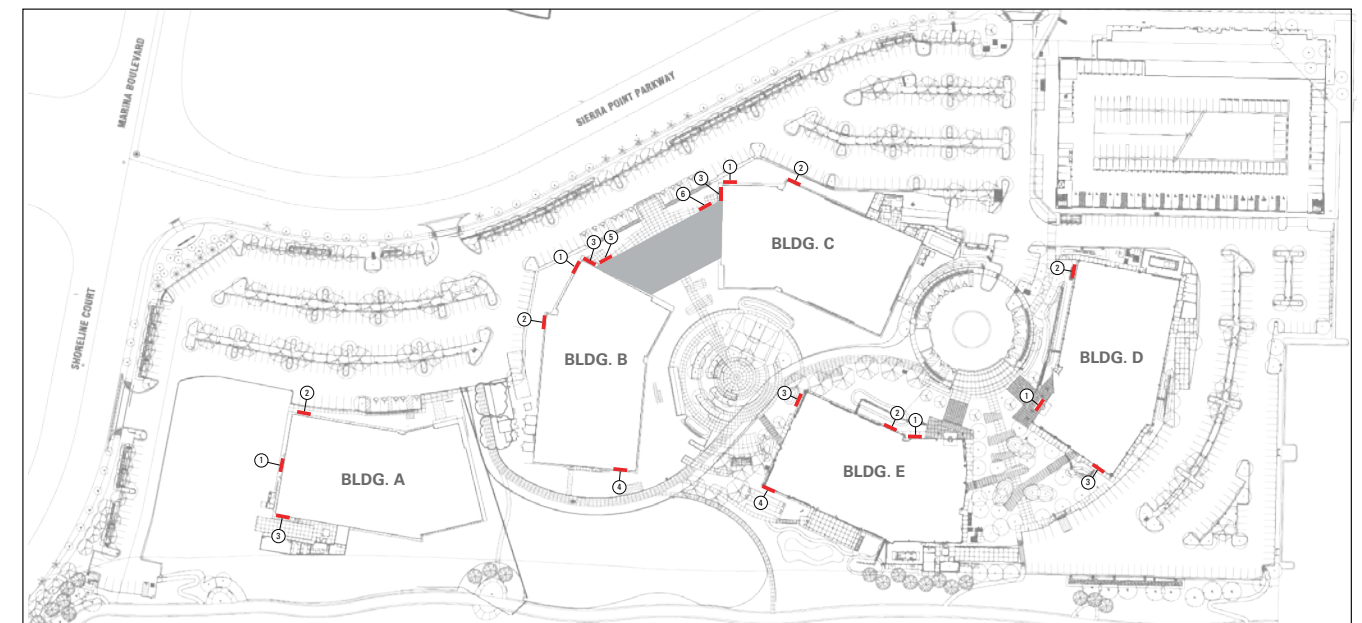 MARINA BOULEVARD
SIERRA POINT PARKWAY
SHORELINE COURT
1
2
3
6
BLDG. C
5
3
1
2
BLDG. B
4
2
BLDG. D
1
3
3
2
1
BLDG. E
4
2
1
BLDG. A
3